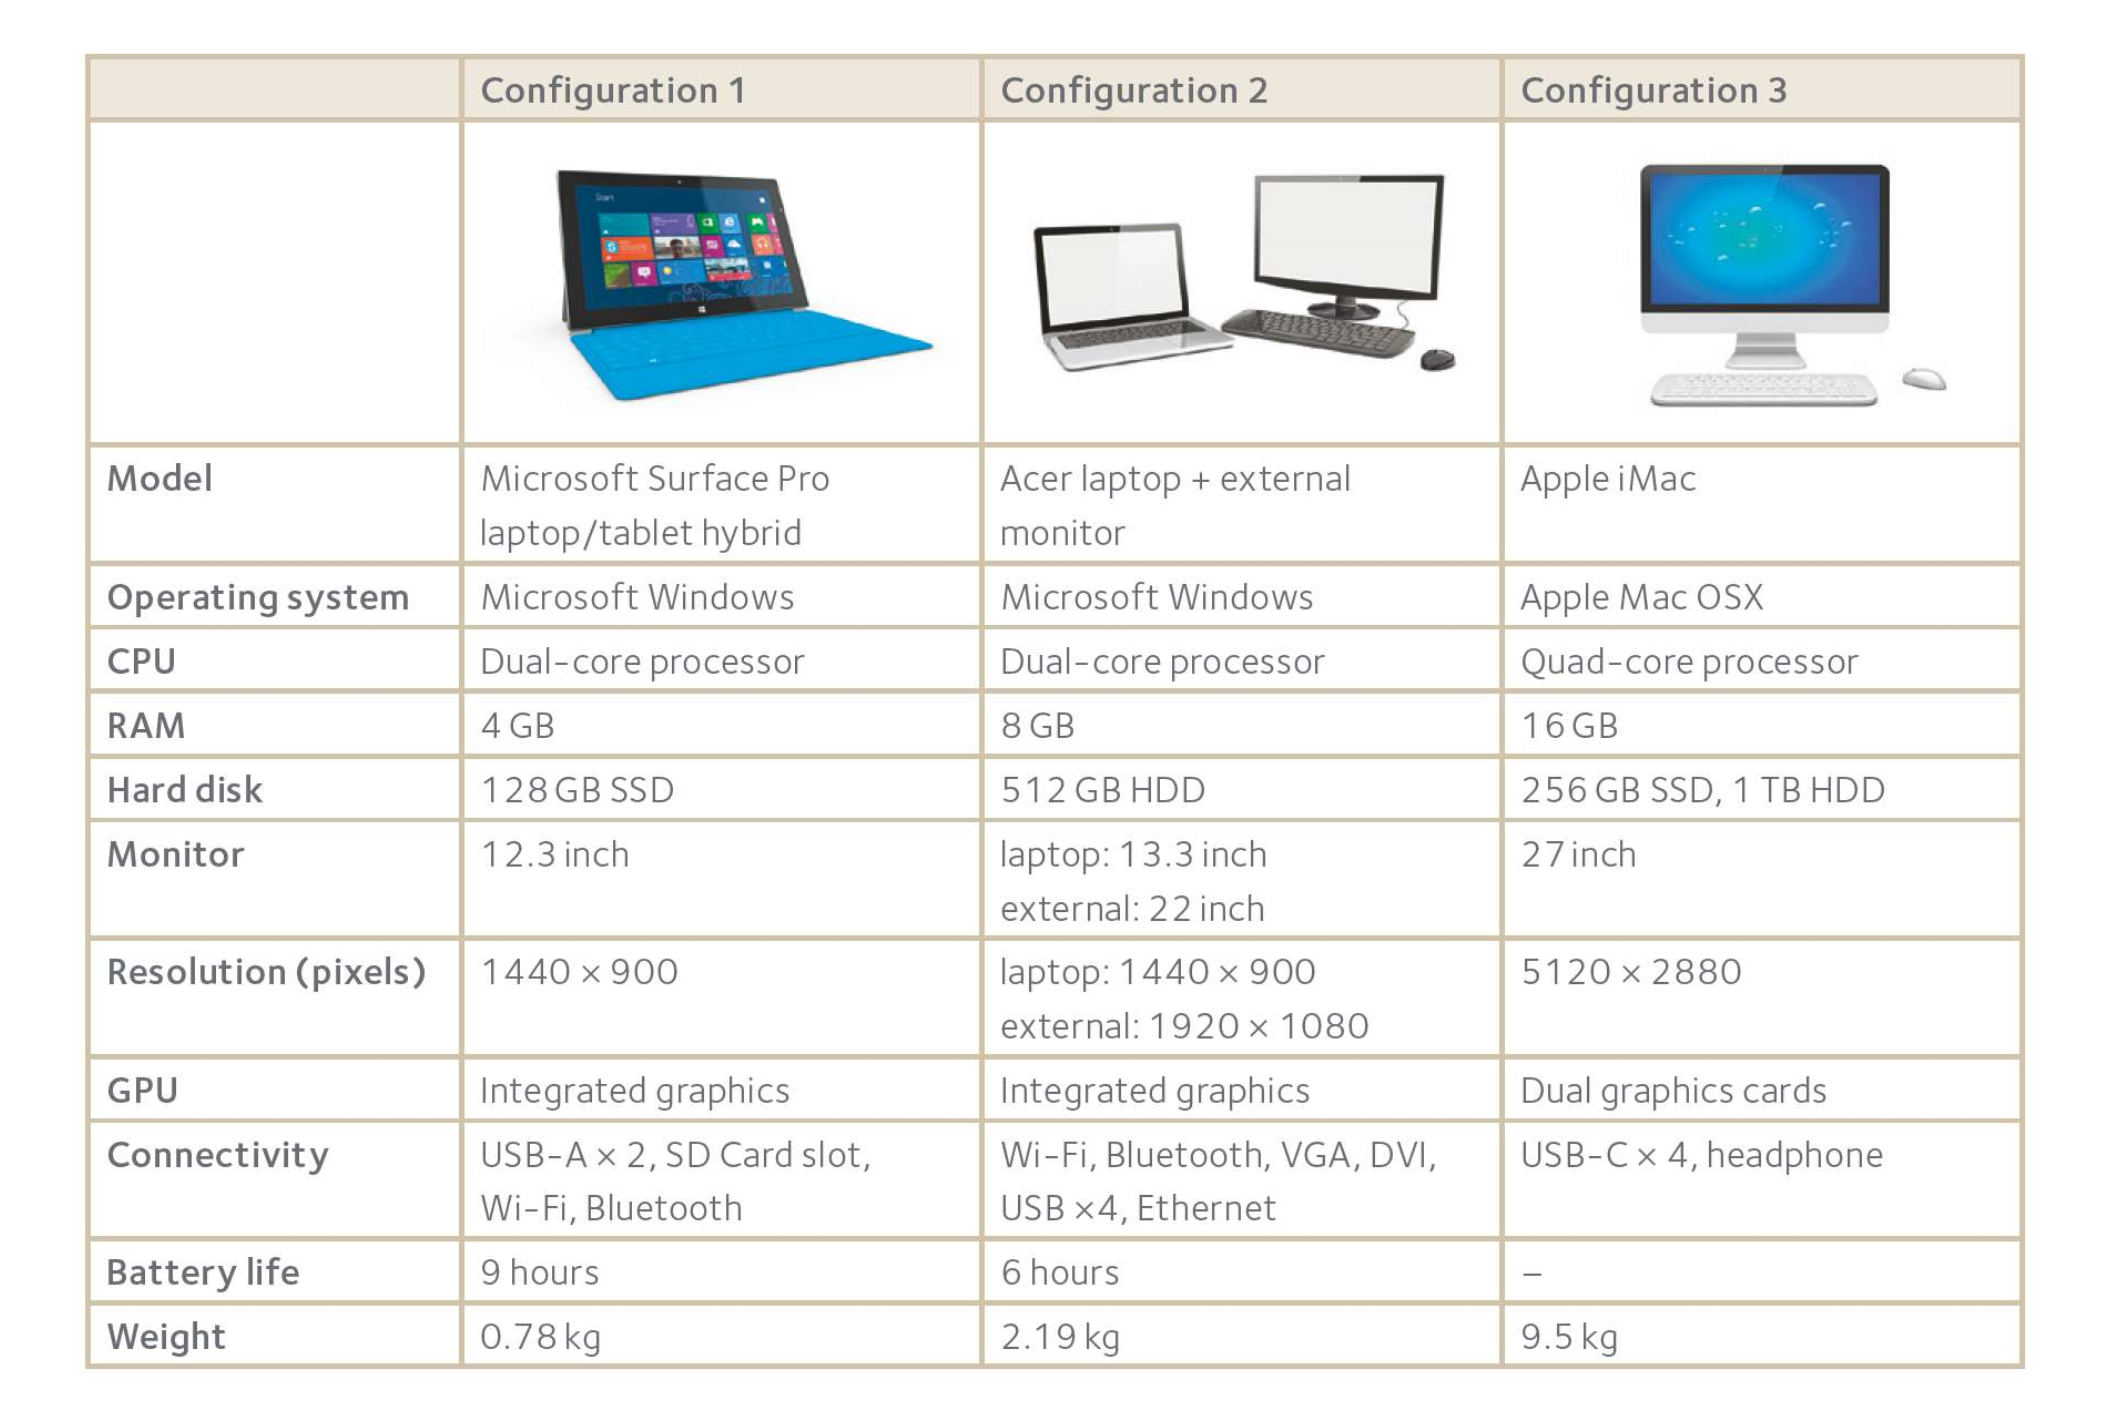 Configuration 1 Configuration 2 Configuration 3
Start
Model Microsoft Surface Pro Acer laptop + external Apple iMac
laptop/tablet hybrid monitor
Operating system Microsoft Windows Microsoft Windows Apple Mac OSX
CPU Dual-core processor Dual-core processor Quad-core processor
RAM 4 GB 8 GB 16 GB
Hard disk 128 GB SSD 512 GB HDD 256 GB SSD, 1 TB HDD
Monitor 12.3 inch laptop: 13.3 inch 27 inch
external: 22 inch
Resolution (pixels) 1440 × 900 laptop: 1440 × 900 5120 × 2880
external: 1920 × 1080
GPU Integrated graphics Integrated graphics Dual graphics cards
Connectivity USB-A × 2, SD Card slot, Wi-Fi, Bluetooth, VGA, DVI, USB-C × 4, headphone
Wi-Fi, Bluetooth USB ×4, Ethernet
Battery life 9 hours 6 hours –
Weight 0.78 kg 2.19 kg 9.5 kg